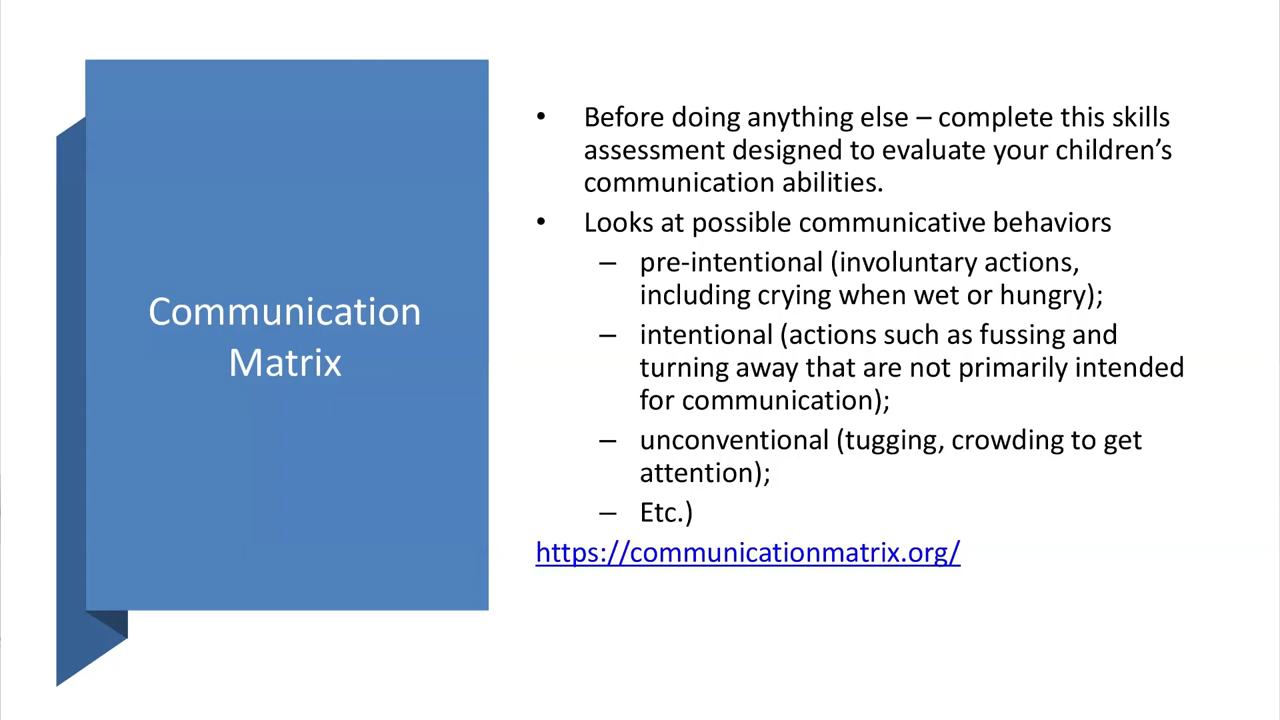 Communication
Matrix
• Before doing anything else – complete this skills
assessment designed to evaluate your children’s
communication abilities.
• Looks at possible communicative behaviors
– pre-intentional (involuntary actions,
including crying when wet or hungry);
– intentional (actions such as fussing and
turning away that are not primarily intended
for communication);
– unconventional (tugging, crowding to get
attention);
– Etc.)
https://communicationmatrix.org/